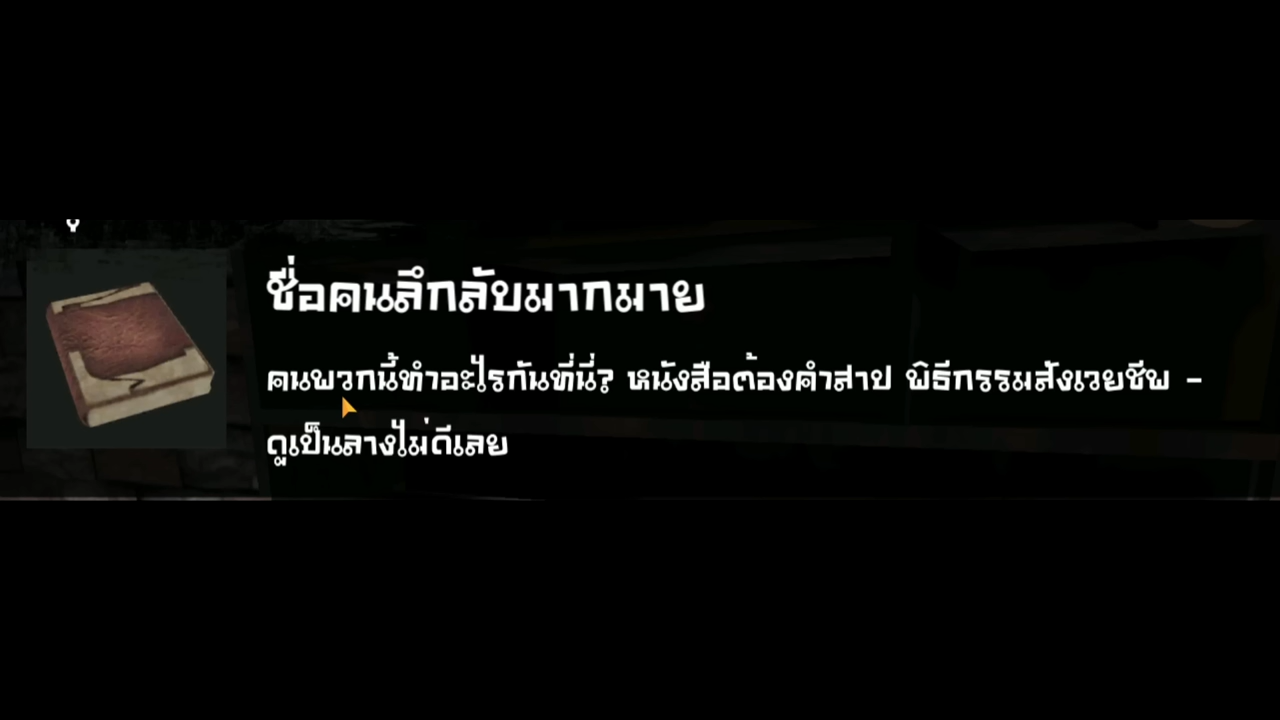 ชื่อคนลึกลับมากมาย
คนพวกนี้ทำอะไรกันที่นี่? หนังสือต้องคำสาป พิธีกรรมสังเวยชีพ -
ดูเป็นลางไม่ดีเลย